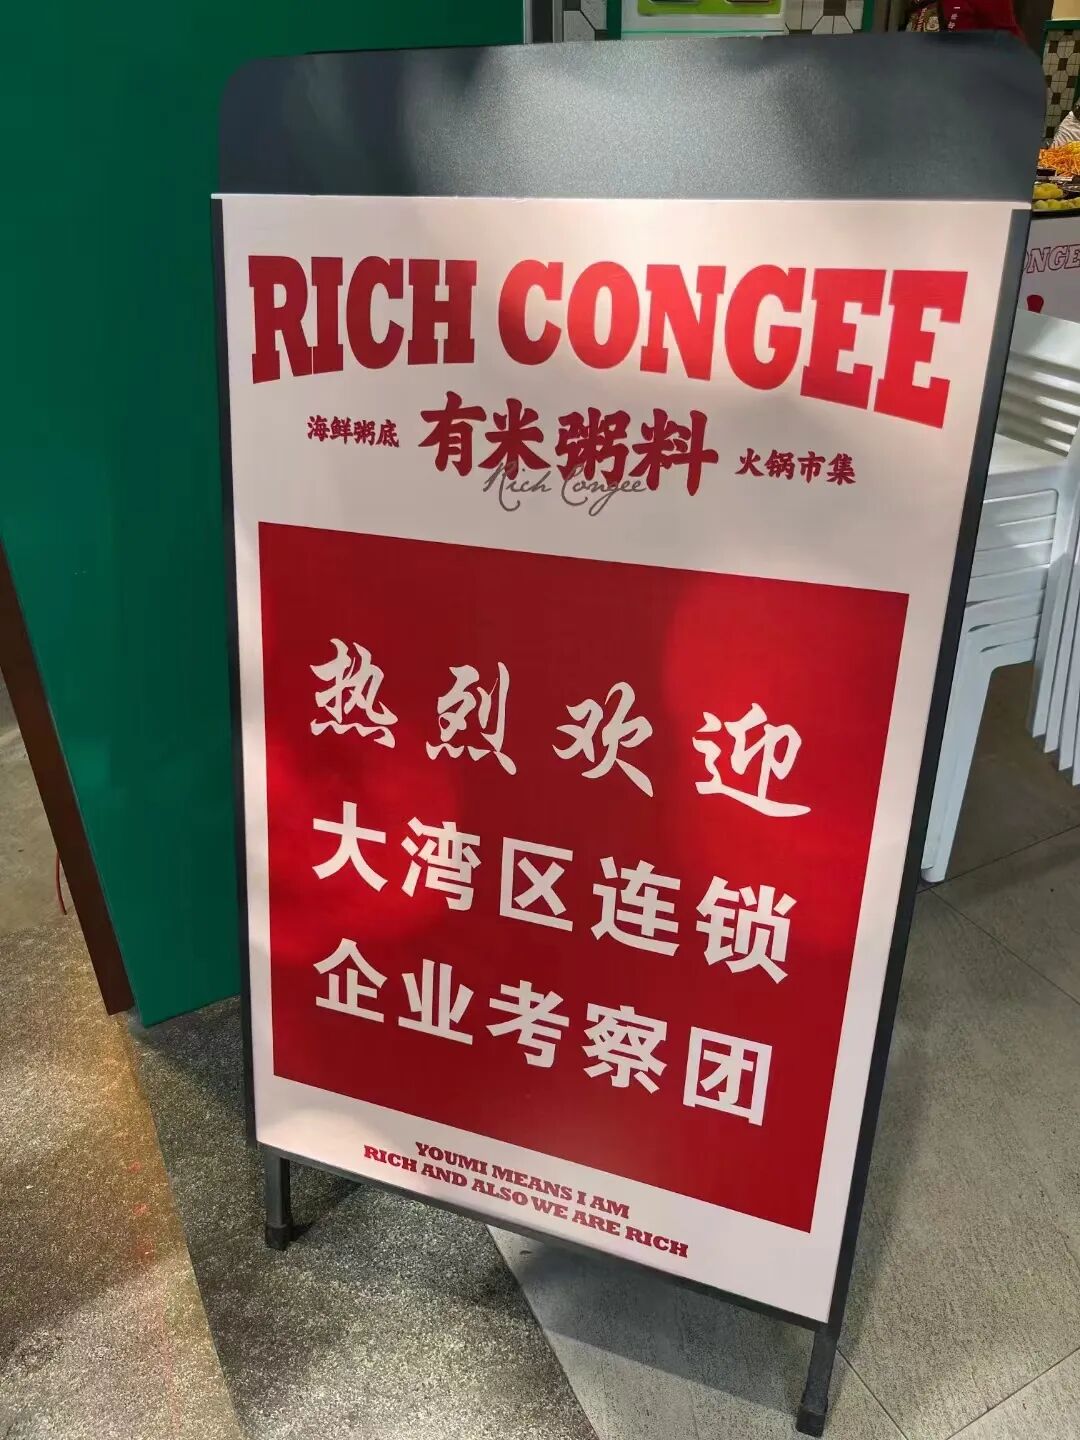 RICH CONGEE
海鲜粥底 有米粥料 火锅市集
Rich Congee
热烈欢迎
大湾区连锁
企业考察团
YOUMI MEANS I AM
RICH AND ALSO WE ARE RICH
ONGE